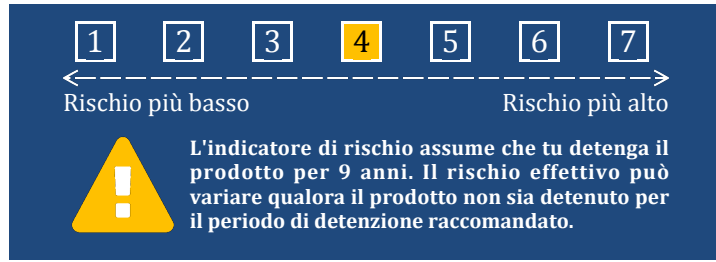 1 2 3 4 5 6 7
Rischio più basso Rischio più alto
L'indicatore di rischio assume che tu detenga il
prodotto per 9 anni. Il rischio effettivo può
variare qualora il prodotto non sia detenuto per
il periodo di detenzione raccomandato.